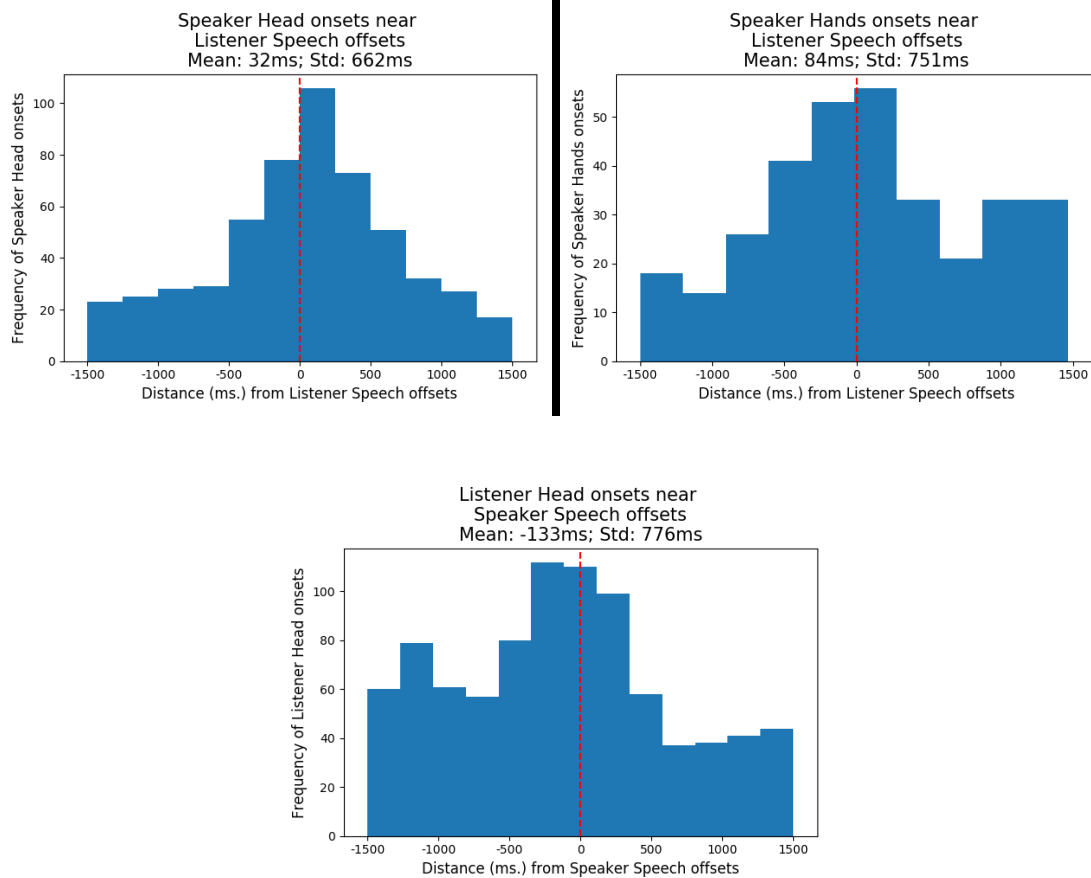 Speaker Head onsets near
Listener Speech offsets
Mean: 32ms; Std: 662ms
Frequency of Speaker Head onsets
100
80
60
40
20
0
-1500 -1000 -500 0 500 1000 1500
Distance (ms.) from Listener Speech offsets
Speaker Hands onsets near
Listener Speech offsets
Mean: 84ms; Std: 751ms
Frequency of Speaker Hands onsets
50
40
30
20
10
0
-1500 -1000 -500 0 500 1000 1500
Distance (ms.) from Listener Speech offsets
Listener Head onsets near
Speaker Speech offsets
Mean: -133ms; Std: 776ms
Frequency of Listener Head onsets
100
80
60
40
20
0
-1500 -1000 -500 0 500 1000 1500
Distance (ms.) from Speaker Speech offsets